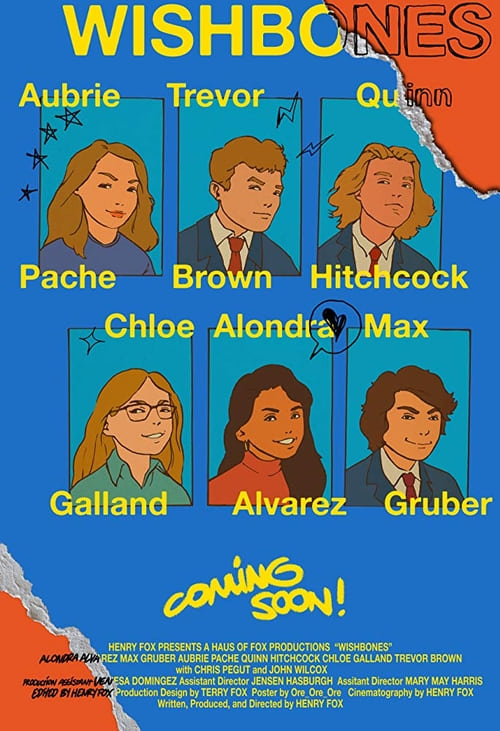 WISHBONES
Aubrie Trevor Quinn
Pache Brown Hitchcock
Chloe Alondra Max
Galland Alvarez Gruber
COMING
SOON!
HENRY FOX PRESENTS A HAUS OF FOX PRODUCTIONS "WISHBONES"
ALONDRA ALVAREZ MAX GRUBER AUBRIE PACHE QUINN HITCHCOCK CHLOE GALLAND TREVOR BROWN
with CHRIS PEGUT and JOHN WILCOX
PRODUCTION ASSISTANT VENESA DOMINGEZ Assistant Director JENSEN HASBURGH Assitant Director MARY MAY HARRIS
EDITED BY HENRY FOX Production Design by TERRY FOX Poster by Ore_Ore_Ore Cinematography by HENRY FOX
Written, Produced, and Directed by HENRY FOX